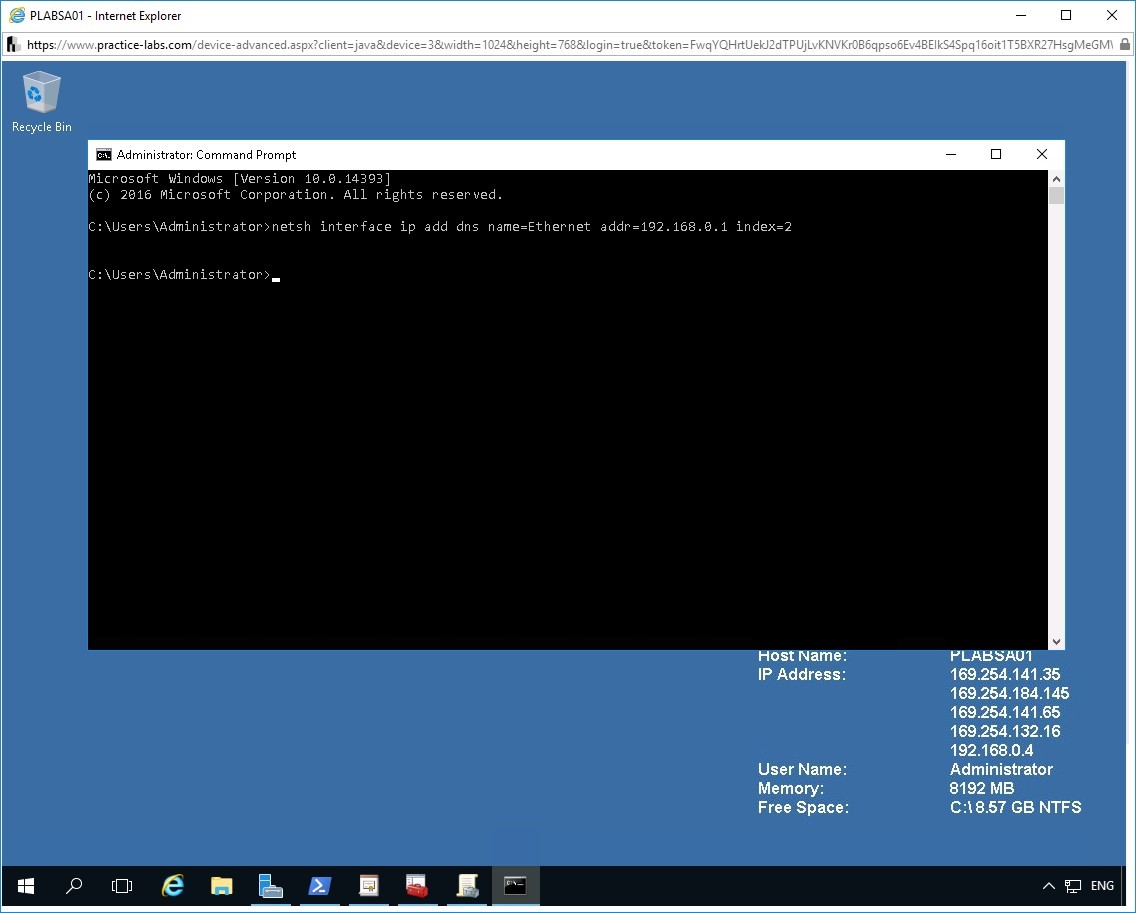 PLABSA01 - Internet Explorer
https://www.practice-labs.com/device-advanced.aspx?client=java&device=3&width=1024&height=768&login=true&token=FwqYQHrtUekJ2dTPUjLvKNVKr0B6qpso6Ev4BEIkS4Spq16oit1T5BXR27HsgMeGM
Recycle Bin
Administrator: Command Prompt
Microsoft Windows [Version 10.0.14393]
(c) 2016 Microsoft Corporation. All rights reserved.
C:\Users\Administrator>netsh interface ip add dns name=Ethernet addr=192.168.0.1 index=2
C:\Users\Administrator>
Host Name: PLABSA01
IP Address: 169.254.141.35
169.254.184.145
169.254.141.65
169.254.132.16
192.168.0.4
User Name: Administrator
Memory: 8192 MB
Free Space: C:\ 8.57 GB NTFS
ENG